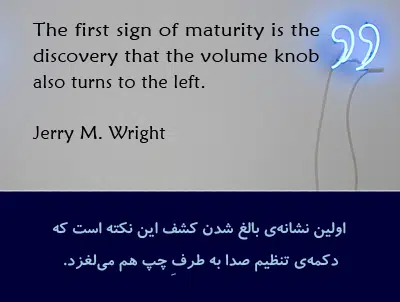 The first sign of maturity is the
discovery that the volume knob
also turns to the left.
Jerry M. Wright
اولین نشانه‌ی بالغ شدن کشف این نکته است که
دکمه‌ی تنظیم صدا به طرفِ چپ هم می‌لغزد.